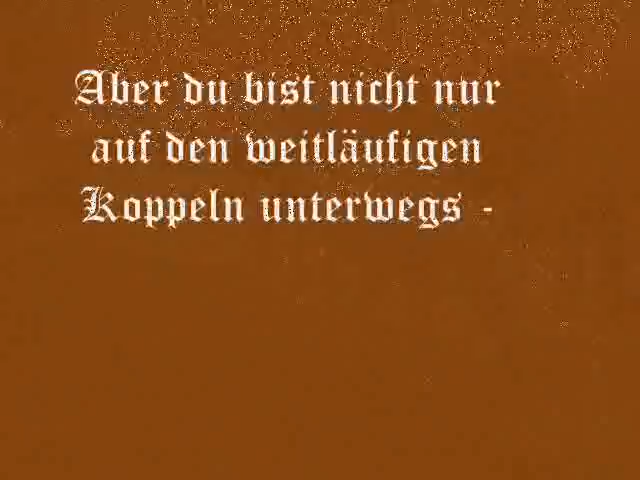 Aber du bist nicht nur
auf den weitläufigen
Koppeln unterwegs -